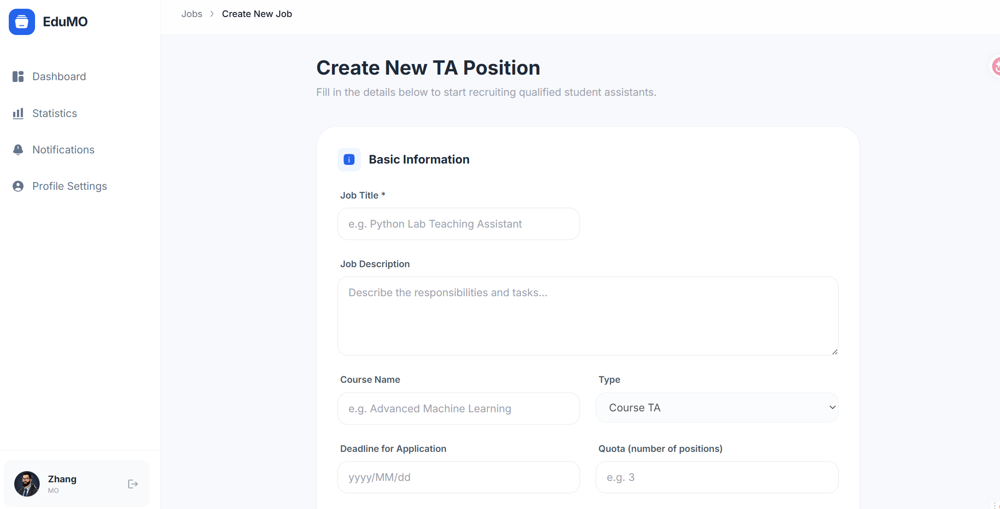 EduMO
Dashboard
Statistics
Notifications
Profile Settings
Zhang
MO
Jobs > Create New Job
Create New TA Position
Fill in the details below to start recruiting qualified student assistants.
Basic Information
Job Title *
e.g. Python Lab Teaching Assistant
Job Description
Describe the responsibilities and tasks...
Course Name
Type
e.g. Advanced Machine Learning
Course TA
Deadline for Application
Quota (number of positions)
yyyy/MM/dd
e.g. 3